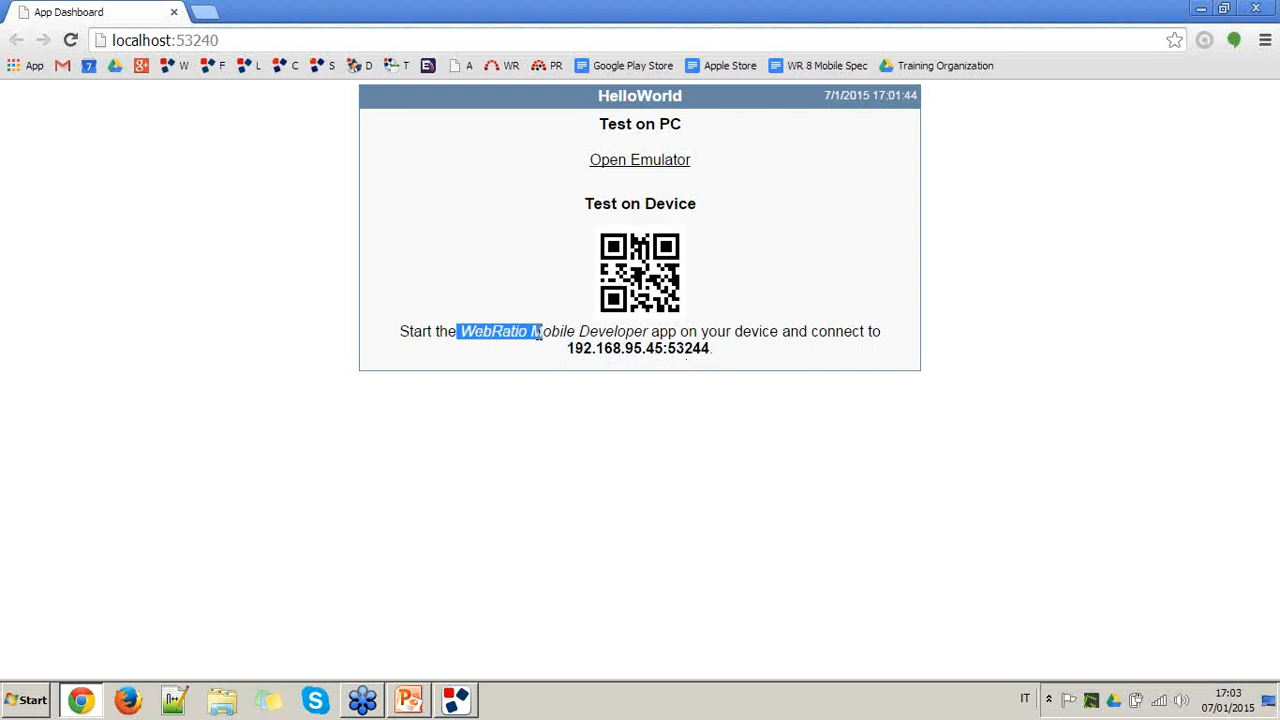 App Dashboard
localhost:53240
App
7
W
F
L
C
S
D
T
A
WR
PR
Google Play Store
Apple Store
WR 8 Mobile Spec
Training Organization
HelloWorld
7/1/2015 17:01:44
Test on PC
Open Emulator
Test on Device
Start the WebRatio Mobile Developer app on your device and connect to
192.168.95.45:53244.
Start
IT
17:03
07/01/2015